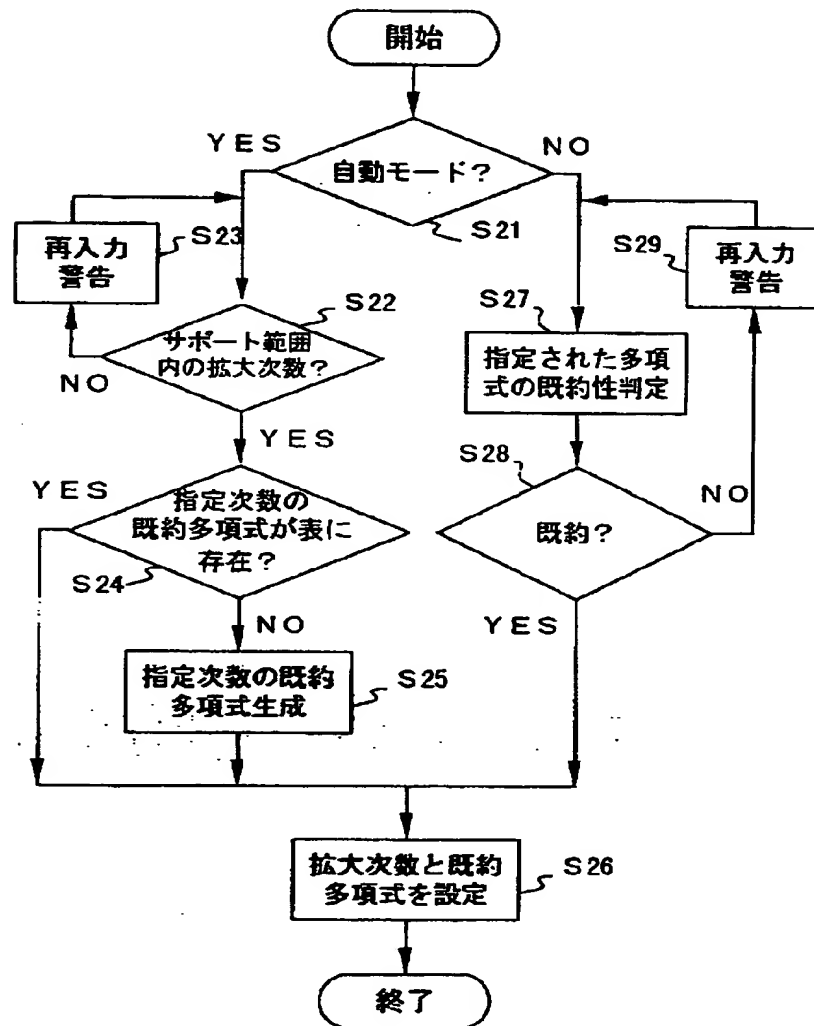 開始
YES
NO
自動モード?
S21
再入力
警告
S23
S29
再入力
警告
S22
サポート範囲
内の拡大次数?
NO
YES
S27
指定された多項
式の既約性判定
S28
既約?
NO
YES
YES
指定次数の
既約多項式が表に
存在?
S24
NO
指定次数の既約
多項式生成
S25
拡大次数と既約
多項式を設定
S26
終了